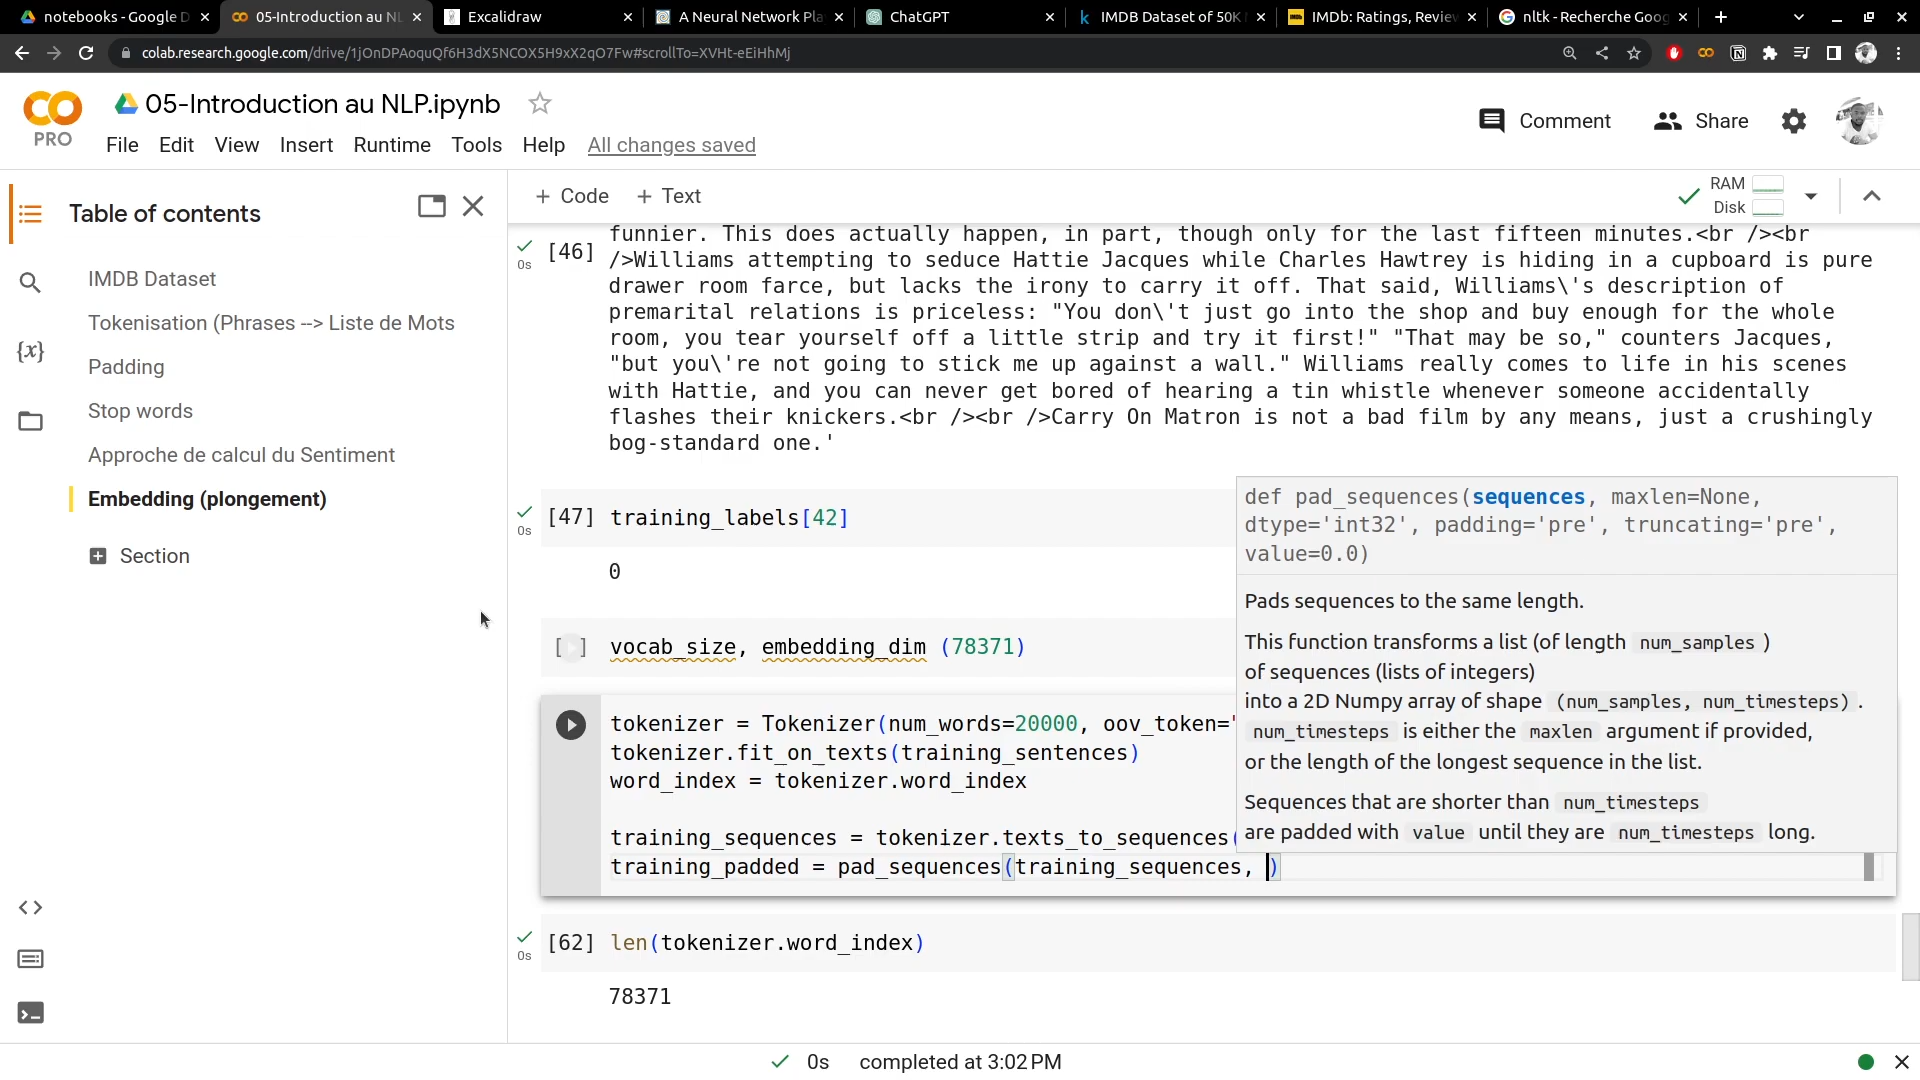 notebooks - Google D
05-Introduction au NL
Excalidraw
A Neural Network Pla
ChatGPT
IMDB Dataset of 50K
IMDb: Ratings, Review
nltk - Recherche Goog
colab.research.google.com/drive/1jOnDPAoquQf6H3dX5NCOX5H9xX2qO7Fw#scrollTo=XVHt-eEiHhMj
PRO
05-Introduction au NLP.ipynb
File Edit View Insert Runtime Tools Help All changes saved
Comment
Share
Table of contents
IMDB Dataset
Tokenisation (Phrases --> Liste de Mots
Padding
Stop words
Approche de calcul du Sentiment
Embedding (plongement)
Section
+ Code + Text
RAM
Disk
0s
[46]
funnier. This does actually happen, in part, though only for the last fifteen minutes.<br /><br
/>Williams attempting to seduce Hattie Jacques while Charles Hawtrey is hiding in a cupboard is pure
drawer room farce, but lacks the irony to carry it off. That said, Williams\'s description of
premarital relations is priceless: "You don\'t just go into the shop and buy enough for the whole
room, you tear yourself off a little strip and try it first!" "That may be so," counters Jacques,
"but you\'re not going to stick me up against a wall." Williams really comes to life in his scenes
with Hattie, and you can never get bored of hearing a tin whistle whenever someone accidentally
flashes their knickers.<br /><br />Carry On Matron is not a bad film by any means, just a crushingly
bog-standard one.'
0s
[47] training_labels[42]
0
[ ] vocab_size, embedding_dim (78371)
tokenizer = Tokenizer(num_words=20000, oov_token='
tokenizer.fit_on_texts(training_sentences)
word_index = tokenizer.word_index
training_sequences = tokenizer.texts_to_sequences(
training_padded = pad_sequences(training_sequences, )
def pad_sequences(sequences, maxlen=None,
dtype='int32', padding='pre', truncating='pre',
value=0.0)
Pads sequences to the same length.
This function transforms a list (of length num_samples )
of sequences (lists of integers)
into a 2D Numpy array of shape (num_samples, num_timesteps) .
num_timesteps is either the maxlen argument if provided,
or the length of the longest sequence in the list.
Sequences that are shorter than num_timesteps
are padded with value until they are num_timesteps long.
0s
[62] len(tokenizer.word_index)
78371
0s completed at 3:02 PM